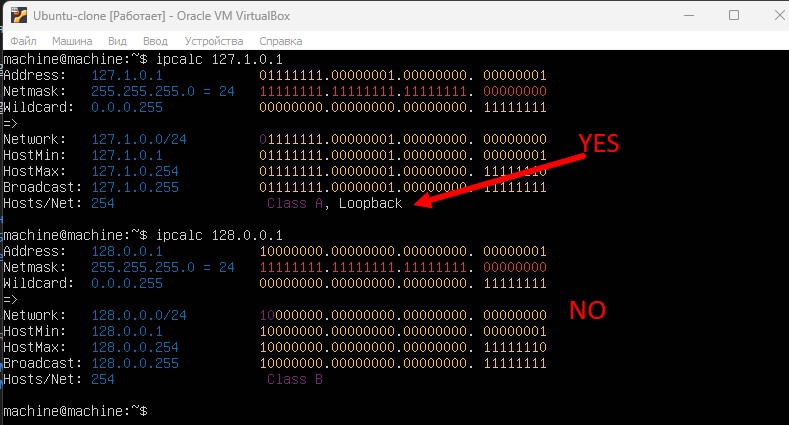 Ubuntu-clone [Работает] - Oracle VM VirtualBox
Файл Машина Вид Ввод Устройства Справка
machine@machine:~$ ipcalc 127.1.0.1
Address: 127.1.0.1 01111111.00000001.00000000. 00000001
Netmask: 255.255.255.0 = 24 11111111.11111111.11111111. 00000000
Wildcard: 0.0.0.255 00000000.00000000.00000000. 11111111
=>
Network: 127.1.0.0/24 01111111.00000001.00000000. 00000000
HostMin: 127.1.0.1 01111111.00000001.00000000. 00000001
HostMax: 127.1.0.254 01111111.00000001.00000000. 11111110
Broadcast: 127.1.0.255 01111111.00000001.00000000. 11111111
Hosts/Net: 254 Class A, Loopback
YES
machine@machine:~$ ipcalc 128.0.0.1
Address: 128.0.0.1 10000000.00000000.00000000. 00000001
Netmask: 255.255.255.0 = 24 11111111.11111111.11111111. 00000000
Wildcard: 0.0.0.255 00000000.00000000.00000000. 11111111
=>
Network: 128.0.0.0/24 10000000.00000000.00000000. 00000000
HostMin: 128.0.0.1 10000000.00000000.00000000. 00000001
HostMax: 128.0.0.254 10000000.00000000.00000000. 11111110
Broadcast: 128.0.0.255 10000000.00000000.00000000. 11111111
Hosts/Net: 254 Class B
NO
machine@machine:~$